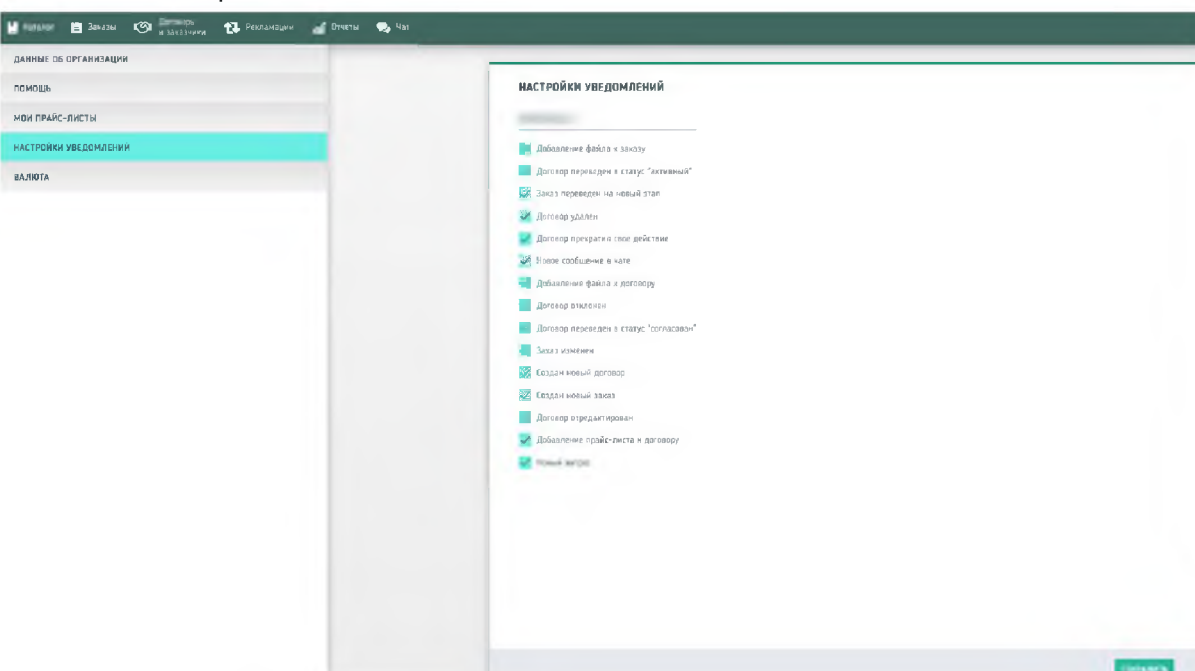 Каталог Заказы Договоры и заказчики Рекламации Отчеты Чат
ДАННЫЕ ОБ ОРГАНИЗАЦИИ
ПОМОЩЬ
МОИ ПРАЙС-ЛИСТЫ
НАСТРОЙКИ УВЕДОМЛЕНИЙ
ВАЛЮТА
НАСТРОЙКИ УВЕДОМЛЕНИЙ
Добавление файла к заказу
Договор переведен в статус "активный"
Заказ переведен на новый этап
Договор удален
Договор прекратил свое действие
Новое сообщение в чате
Добавление файла к договору
Договор отклонен
Договор переведен в статус "согласован"
Заказ изменен
Создан новый договор
Создан новый заказ
Договор отредактирован
Добавление прайс-листа к договору
Новый